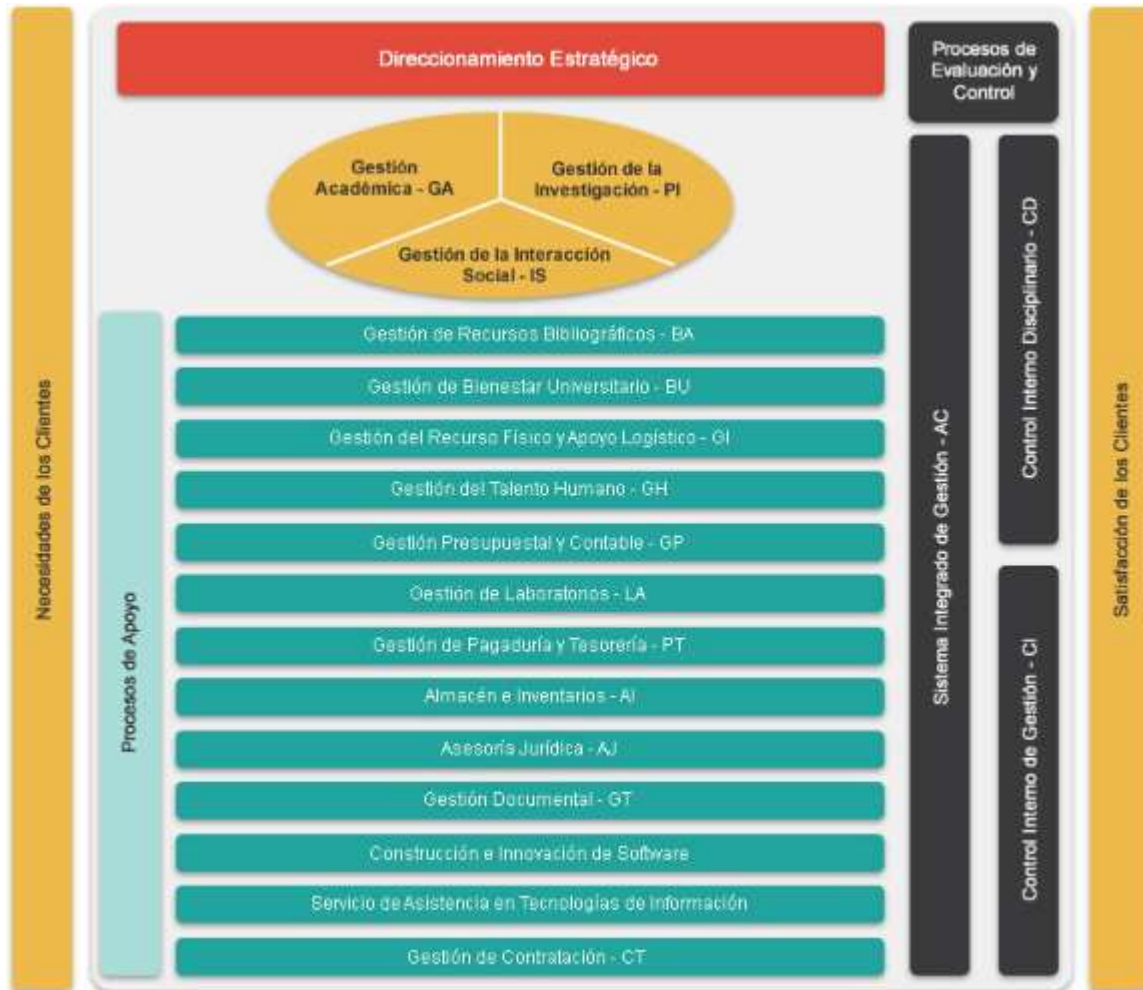 Necesidades de los Clientes
Direccionamiento Estratégico
Procesos de
Evaluación y
Control
Gestión
Académica - GA
Gestión de la
Investigación - PI
Gestión de la Interacción
Social - IS
Procesos de Apoyo
Gestión de Recursos Bibliográficos - BA
Gestión de Bienestar Universitario - BU
Gestión del Recurso Físico y Apoyo Logístico - GI
Gestión del Talento Humano - GH
Gestión Presupuestal y Contable - GP
Gestión de Laboratorios - LA
Gestión de Pagaduría y Tesorería - PT
Almacén e Inventarios - AI
Asesoría Jurídica - AJ
Gestión Documental - GT
Construcción e Innovación de Software
Servicio de Asistencia en Tecnologías de Información
Gestión de Contratación - CT
Sistema Integrado de Gestión - AC
Control Interno Disciplinario - CD
Control Interno de Gestión - CI
Satisfacción de los Clientes